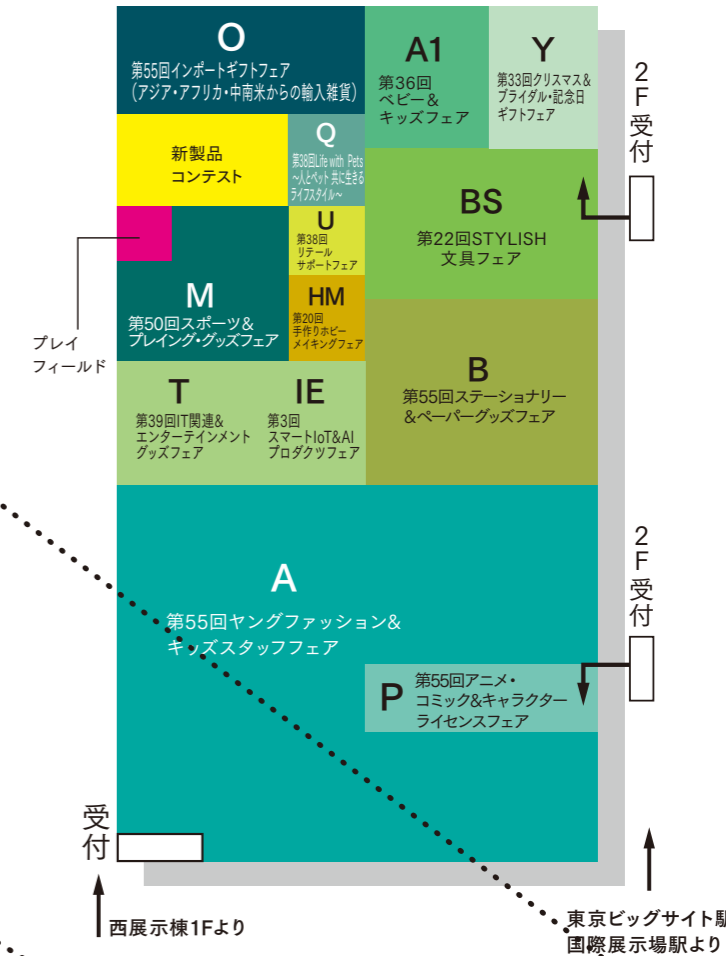 O
第55回インポートギフトフェア
(アジア・アフリカ・中南米からの輸入雑貨)
A1
第36回
ベビー&
キッズフェア
Y
第33回クリスマス&
ブライダル・記念日
ギフトフェア
2F受付
新製品
コンテスト
Q
第38回Life with Pets
~人とペット 共に生きる
ライフスタイル~
BS
第22回STYLISH
文具フェア
U
第38回
リテール
サポートフェア
M
第50回スポーツ&
プレイング・グッズフェア
HM
第20回
手作りホビー
メイキングフェア
プレイ
フィールド
B
第55回ステーショナリー
&ペーパーグッズフェア
T
第39回IT関連&
エンターテインメント
グッズフェア
IE
第3回
スマートIoT&AI
プロダクツフェア
2F受付
A
第55回ヤングファッション&
キッズスタッフフェア
P
第55回アニメ・
コミック&キャラクター
ライセンスフェア
受付
西展示棟1Fより
東京ビッグサイト駅
国際展示場駅より